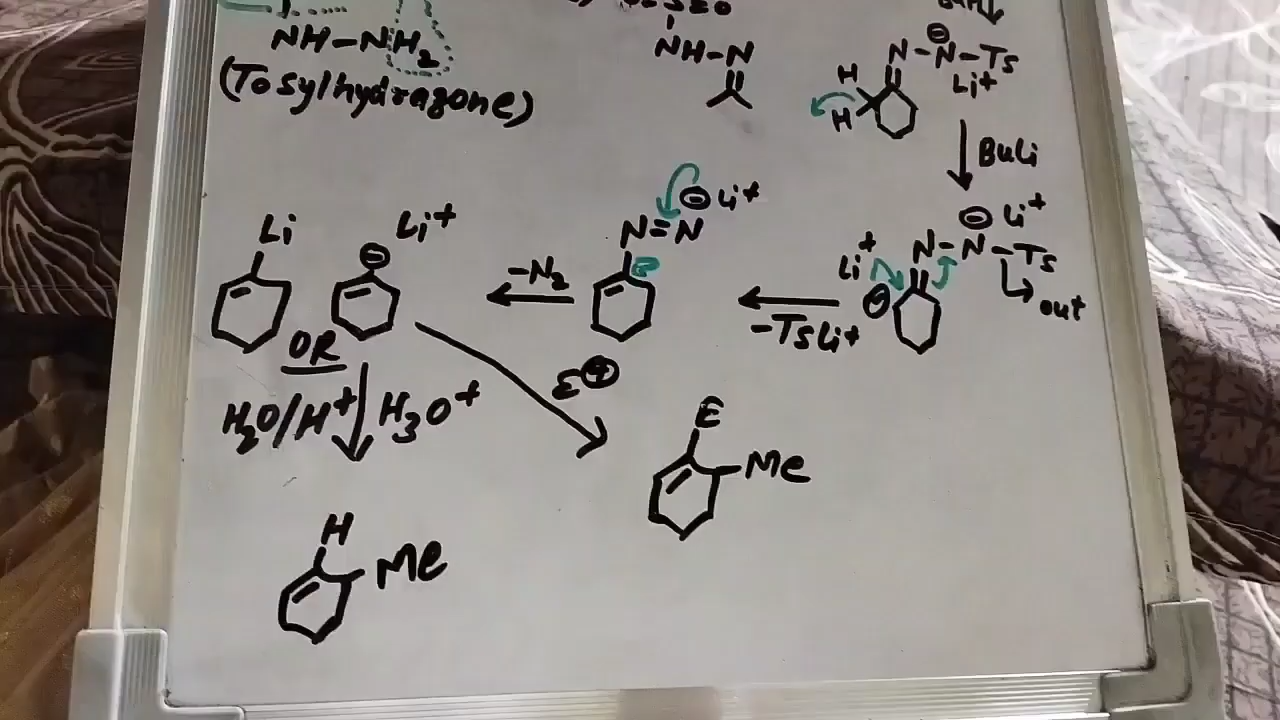 NH-NH2
(Tosylhydrazone)
NH-N
N-N-Ts
⊖
Li+
H
H
BuLi
⊖ Li+
N-N-Ts
Li+
⊖
out
-TsLi+
⊖ Li+
N=N
-N2
Li
Li+
⊖
OR
H2O/H+
H3O+
E⊕
E
Me
H
Me